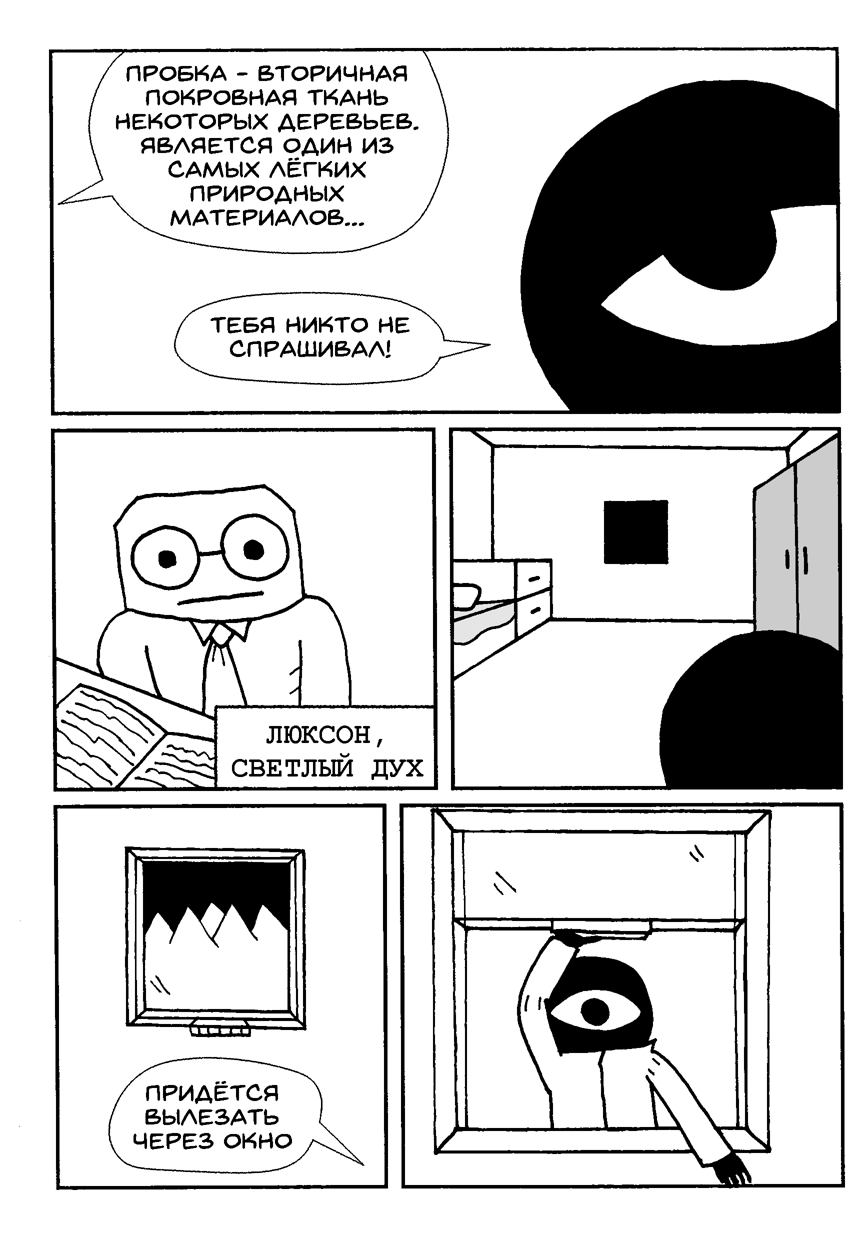 ПРОБКА - ВТОРИЧНАЯ
ПОКРОВНАЯ ТКАНЬ
НЕКОТОРЫХ ДЕРЕВЬЕВ.
ЯВЛЯЕТСЯ ОДИН ИЗ
САМЫХ ЛЁГКИХ
ПРИРОДНЫХ
МАТЕРИАЛОВ...
ТЕБЯ НИКТО НЕ
СПРАШИВАЛ!
ЛЮКСОН,
СВЕТЛЫЙ ДУХ
ПРИДЁТСЯ
ВЫЛЕЗАТЬ
ЧЕРЕЗ ОКНО